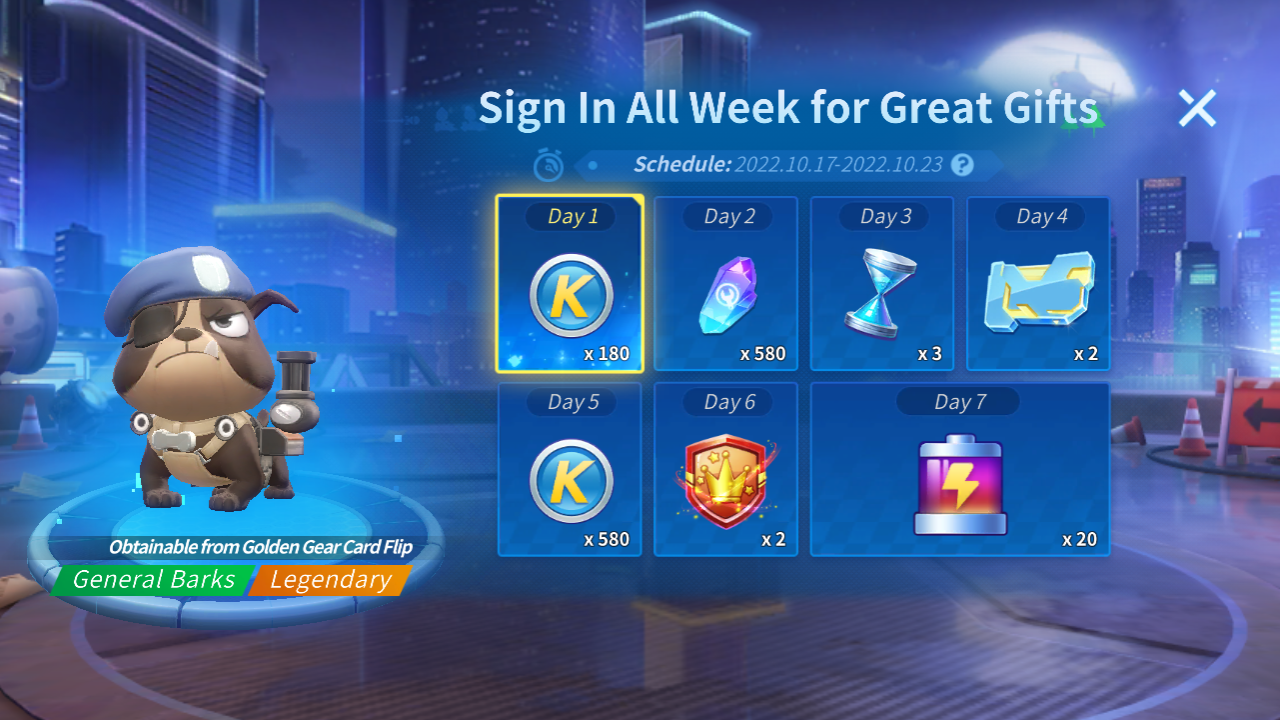 Sign In All Week for Great Gifts
Schedule: 2022.10.17-2022.10.23 ?
Day 1
K
x 180
Day 2
x 580
Day 3
x 3
Day 4
x 2
Day 5
K
x 580
Day 6
x 2
Day 7
x 20
Obtainable from Golden Gear Card Flip
General Barks
Legendary